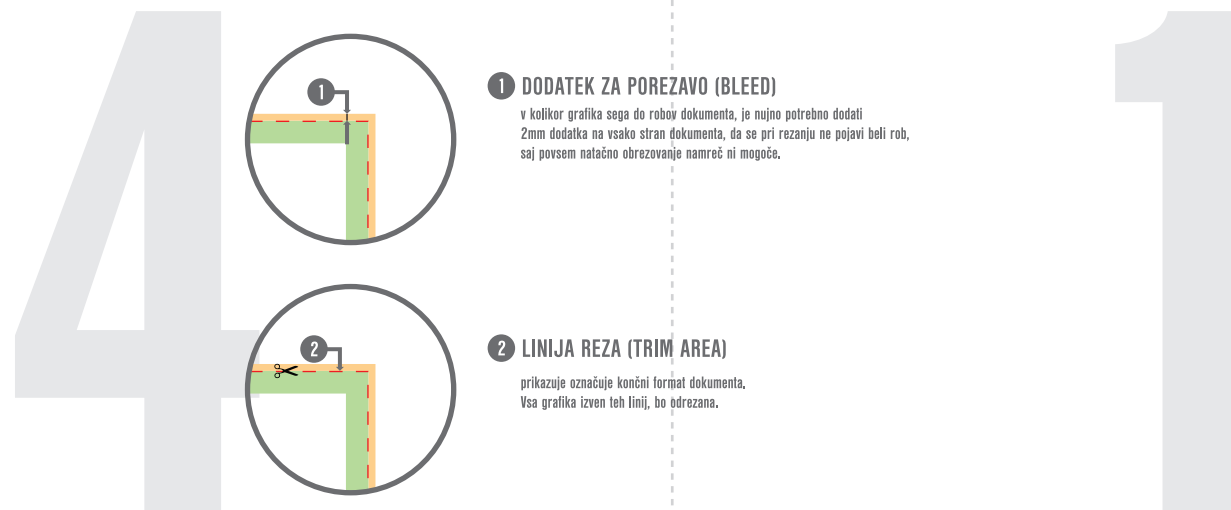 4
1
1
1 DODATEK ZA POREZAVO (BLEED)
v kolikor grafika sega do robov dokumenta, je nujno potrebno dodati
2mm dodatka na vsako stran dokumenta, da se pri rezanju ne pojavi beli rob,
saj povsem natačno obrezovanje namreč ni mogoče.
2
2 LINIJA REZA (TRIM AREA)
prikazuje označuje končni format dokumenta.
Vsa grafika izven teh linij, bo odrezana.